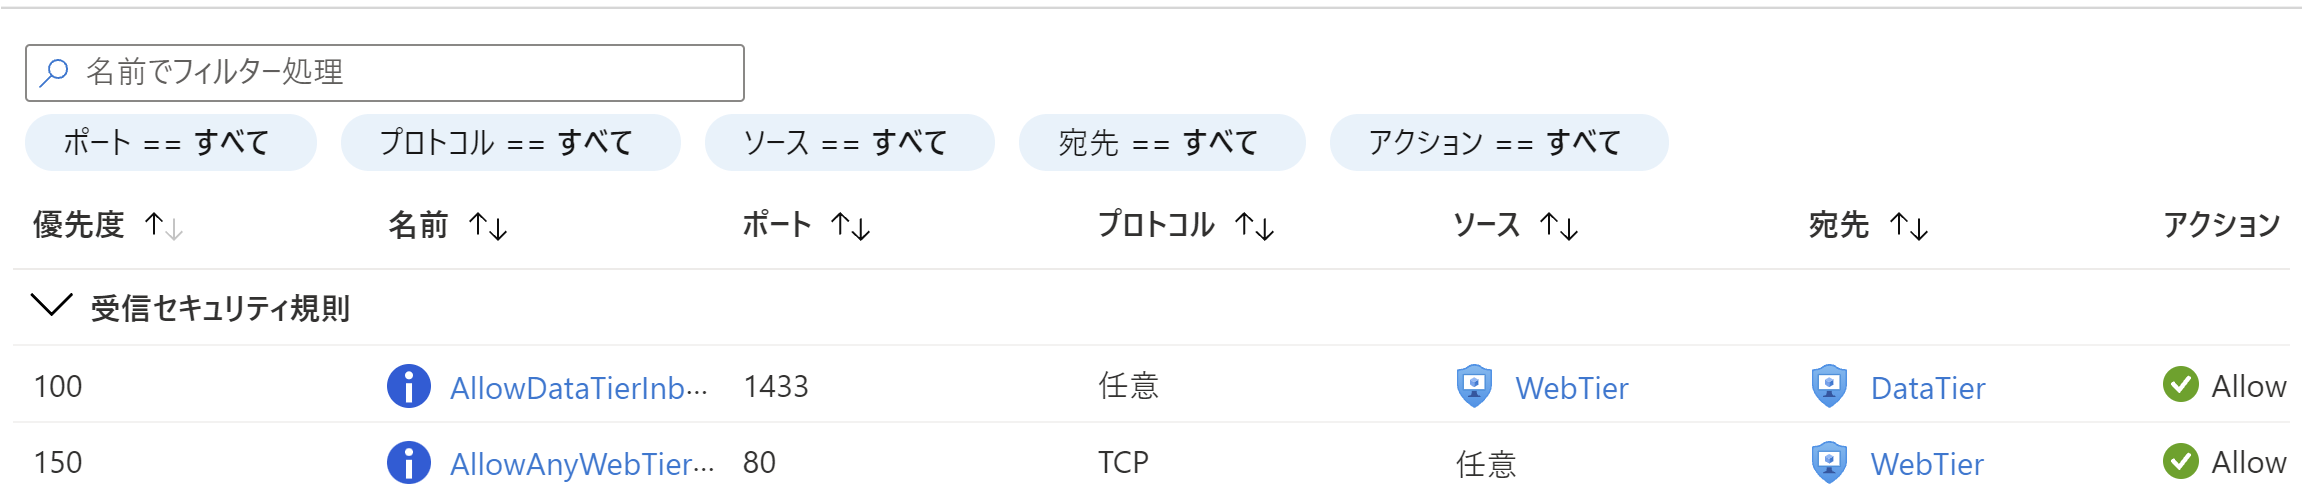 名前でフィルター処理
ポート == すべて プロトコル == すべて ソース == すべて 宛先 == すべて アクション == すべて
優先度 ↑↓ 名前 ↑↓ ポート ↑↓ プロトコル ↑↓ ソース ↑↓ 宛先 ↑↓ アクション
受信セキュリティ規則
100 AllowDataTierInb··· 1433 任意 WebTier DataTier Allow
150 AllowAnyWebTier··· 80 TCP 任意 WebTier Allow